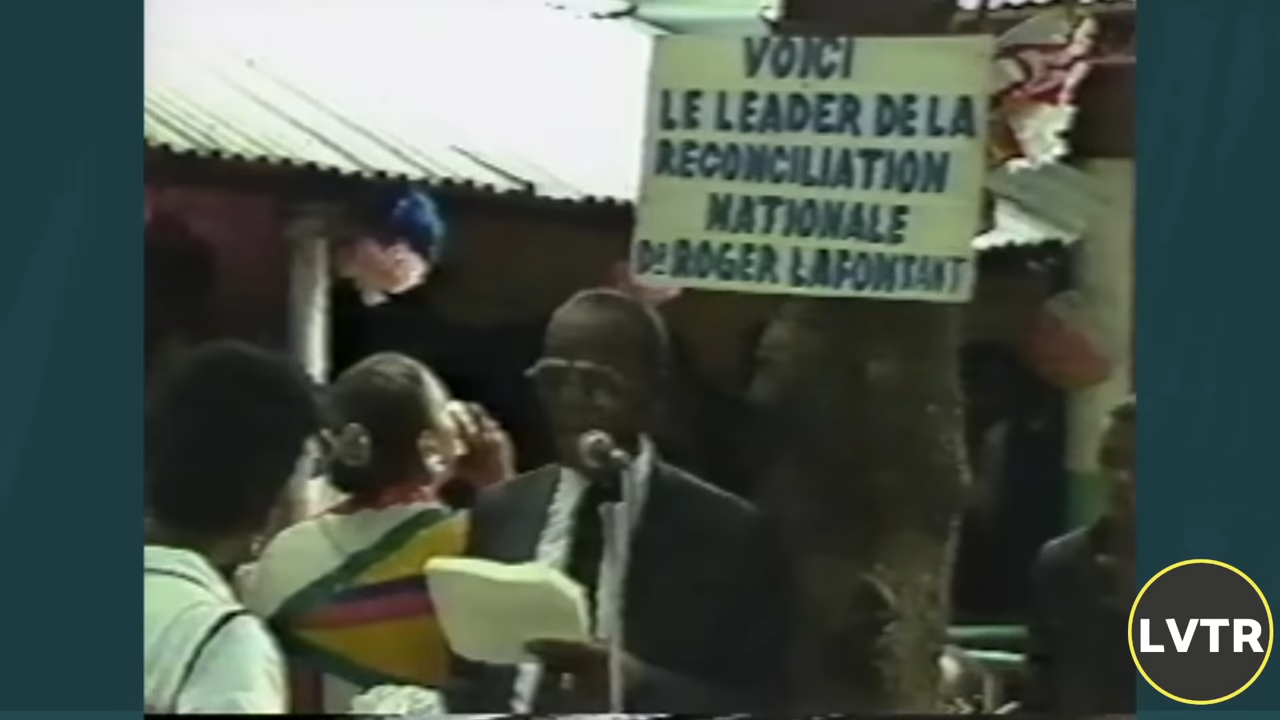 VOICI
LE LEADER DE LA
RECONCILIATION
NATIONALE
Dr ROGER LAFONTANT
LVTR